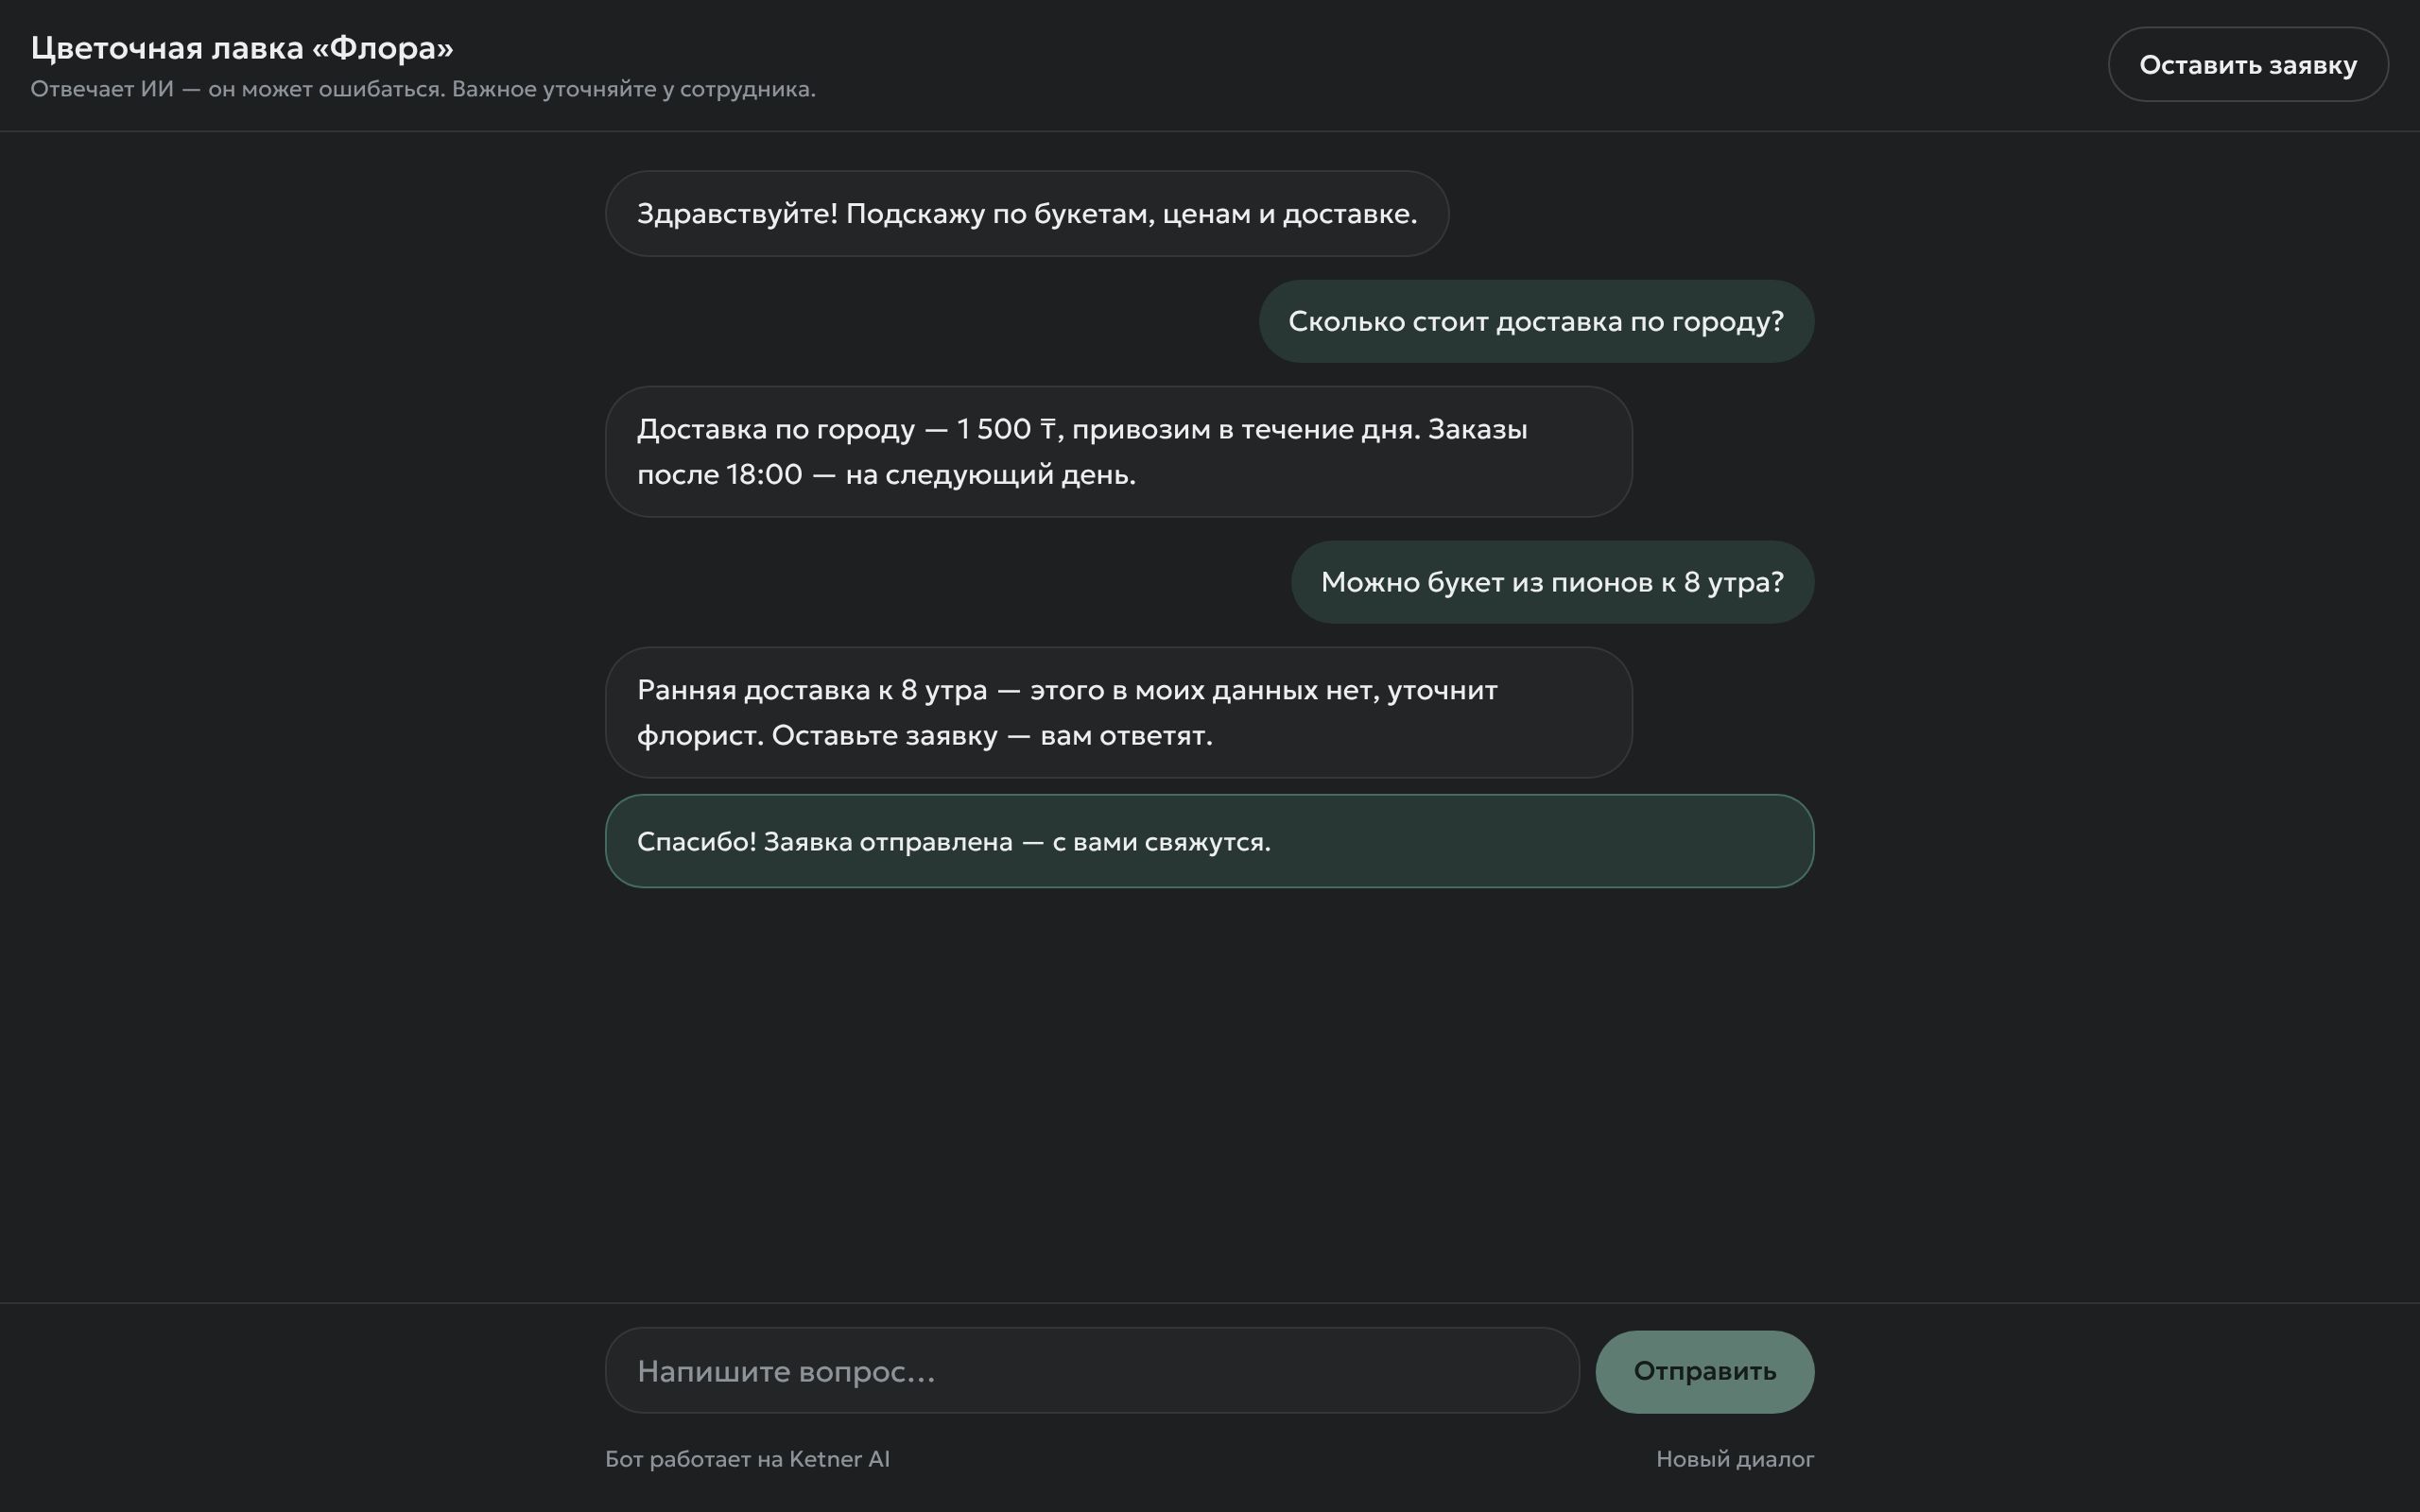 Цветочная лавка «Флора»
Отвечает ИИ — он может ошибаться. Важное уточняйте у сотрудника.
Оставить заявку
Здравствуйте! Подскажу по букетам, ценам и доставке.
Сколько стоит доставка по городу?
Доставка по городу — 1 500 ₸, привозим в течение дня. Заказы
после 18:00 — на следующий день.
Можно букет из пионов к 8 утра?
Ранняя доставка к 8 утра — этого в моих данных нет, уточнит
флорист. Оставьте заявку — вам ответят.
Спасибо! Заявка отправлена — с вами свяжутся.
Напишите вопрос…
Отправить
Бот работает на Ketner AI
Новый диалог